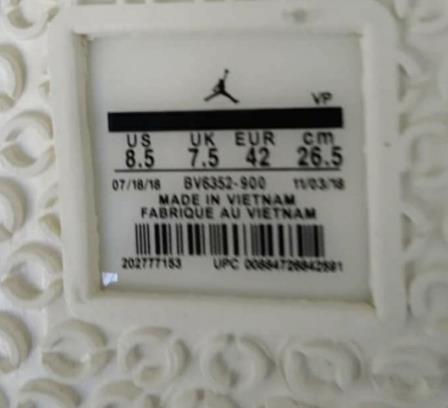 VP
US UK EUR cm
8.5 7.5 42 26.5
07/18/18 BV6352-900 11/03/18
MADE IN VIETNAM
FABRIQUE AU VIETNAM
202777153 UPC 00884726842591